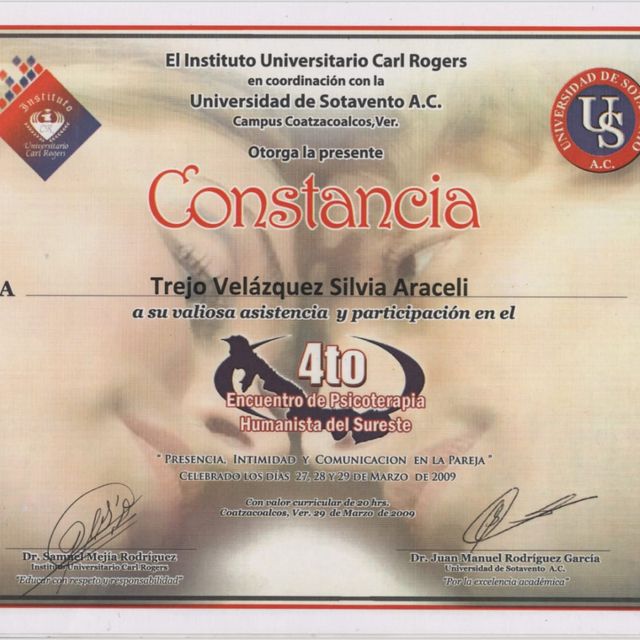 El Instituto Universitario Carl Rogers
en coordinación con la
Universidad de Sotavento A.C.
Campus Coatzacoalcos,Ver.
Otorga la presente
Constancia
Instituto
Universitario
Carl Rogers
UNIVERSIDAD DE SO
US
A.C.
A Trejo Velázquez Silvia Araceli
a su valiosa asistencia y participación en el
4to
Encuentro de Psicoterapia
Humanista del Sureste
" Presencia, Intimidad y Comunicacion en la Pareja "
Celebrado los días 27, 28 y 29 de Marzo de 2009
Con valor curricular de 20 hrs.
Coatzacoalcos, Ver. 29 de Marzo de 2009
Dr. Samuel Mejía Rodríguez
Instituto Universitario Carl Rogers
"Educar con respeto y responsabilidad"
Dr. Juan Manuel Rodríguez García
Universidad de Sotavento A.C.
"Por la excelencia académica"